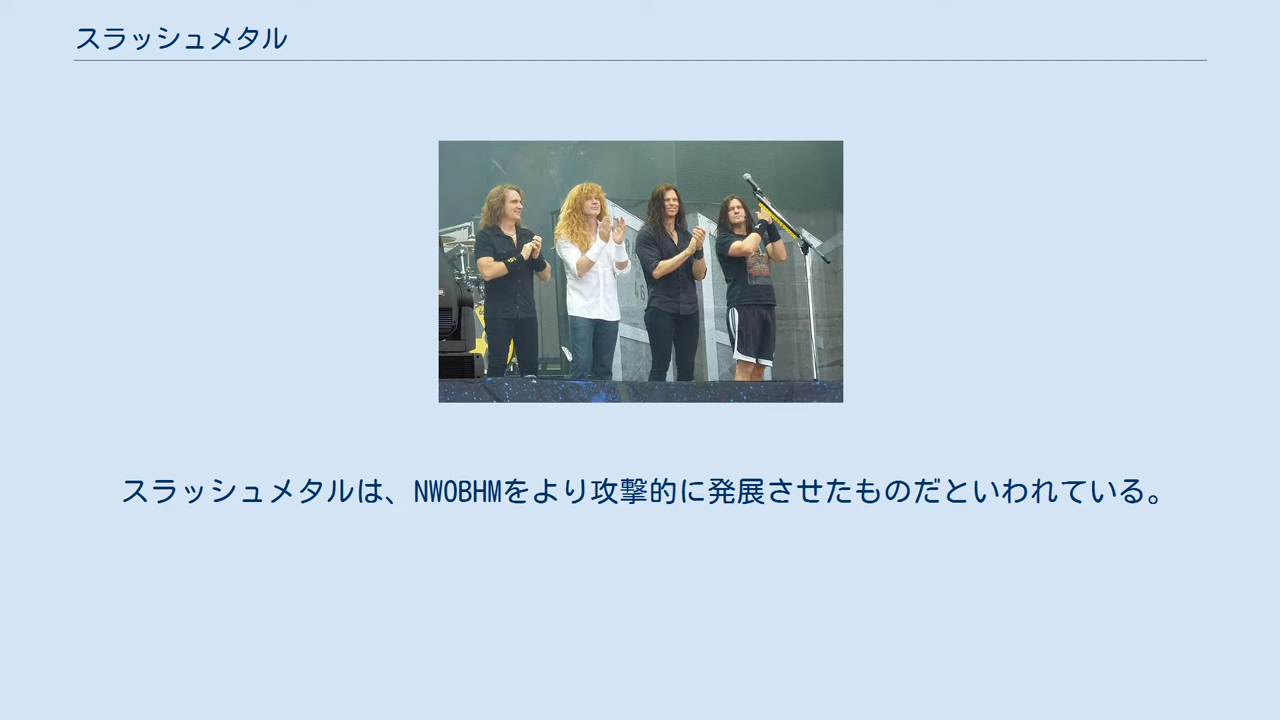 スラッシュメタル
スラッシュメタルは、NWOBHMをより攻撃的に発展させたものだといわれている。